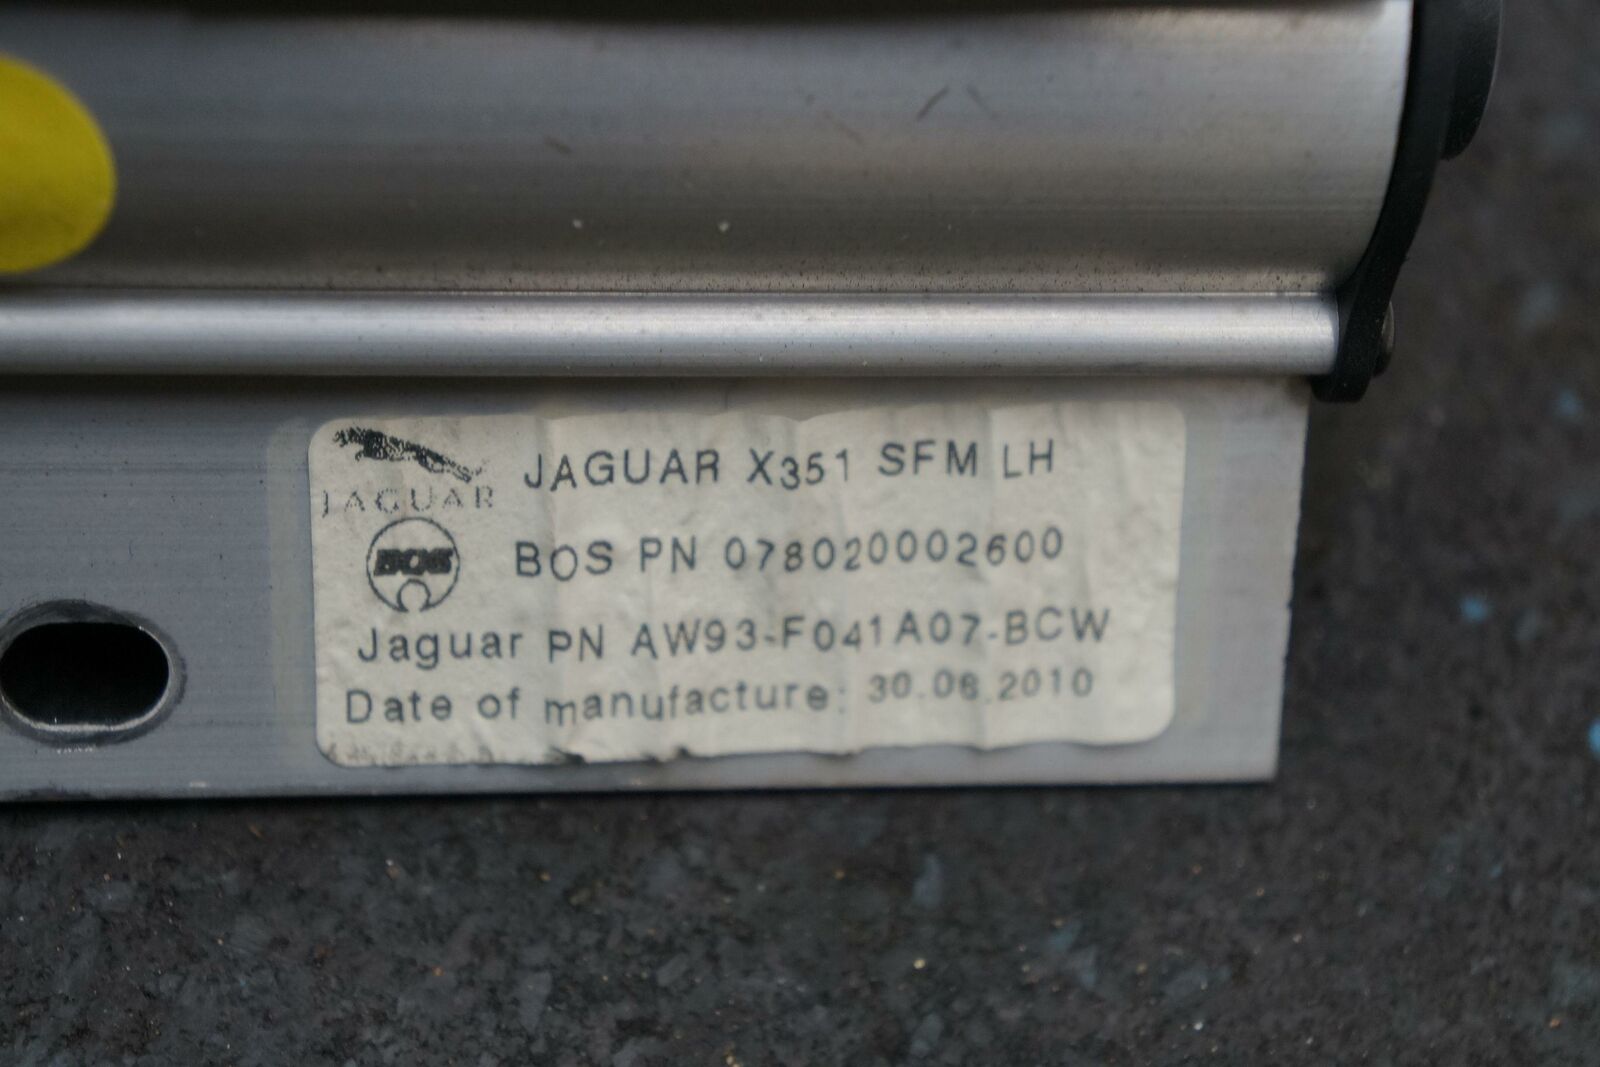 JAGUAR X351 SFM LH
JAGUAR
BOS
BOS PN 078020002600
Jaguar PN AW93-F041A07-BCW
Date of manufacture: 30.06.2010